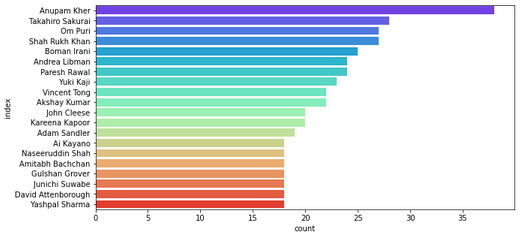 Anupam Kher
Takahiro Sakurai
Om Puri
Shah Rukh Khan
Boman Irani
Andrea Libman
Paresh Rawal
Yuki Kaji
Vincent Tong
Akshay Kumar
John Cleese
Kareena Kapoor
Adam Sandler
Ai Kayano
Naseeruddin Shah
Amitabh Bachchan
Gulshan Grover
Junichi Suwabe
David Attenborough
Yashpal Sharma
index
0 5 10 15 20 25 30 35
count